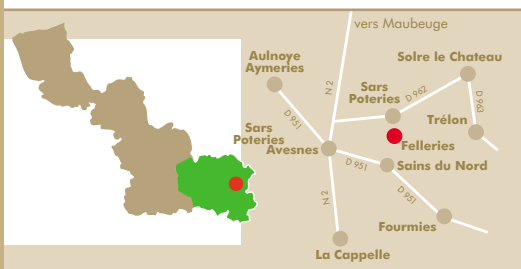 vers Maubeuge
Aulnoye
Aymeries
Solre le Chateau
N 2
Sars
Poteries
D 962
D 963
D 951
Trélon
Sars
Poteries
Avesnes
Felleries
D 951
Sains du Nord
N 2
D 951
Fourmies
La Cappelle